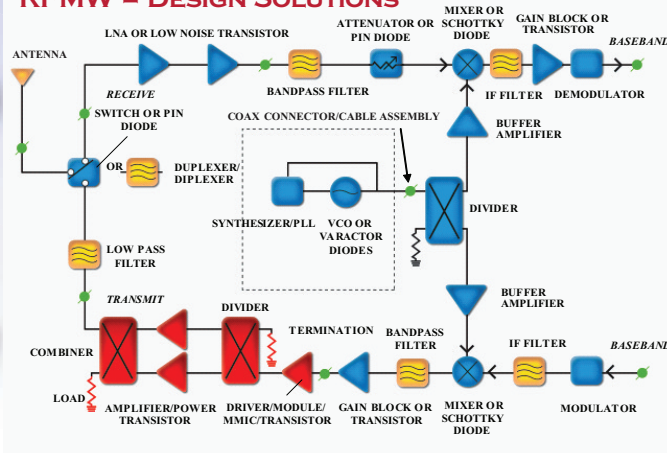 RFMW – DESIGN SOLUTIONS
MIXER OR
SCHOTTKY
DIODE
GAIN BLOCK OR
TRANSISTOR
ATTENUATOR OR
PIN DIODE
LNA OR LOW NOISE TRANSISTOR
BASEBAND
ANTENNA
RECEIVE
BANDPASS FILTER
IF FILTER
DEMODULATOR
SWITCH OR PIN
DIODE
COAX CONNECTOR/CABLE ASSEMBLY
BUFFER
AMPLIFIER
OR
DUPLEXER/
DIPLEXER
SYNTHESIZER/PLL
VCO OR
VARACTOR
DIODES
DIVIDER
LOW PASS
FILTER
TRANSMIT
BUFFER
AMPLIFIER
DIVIDER
TERMINATION
BANDPASS
FILTER
IF FILTER
BASEBAND
COMBINER
LOAD
AMPLIFIER/POWER
TRANSISTOR
DRIVER/MODULE/
MMIC/TRANSISTOR
GAIN BLOCK OR
TRANSISTOR
MIXER OR
SCHOTTKY
DIODE
MODULATOR